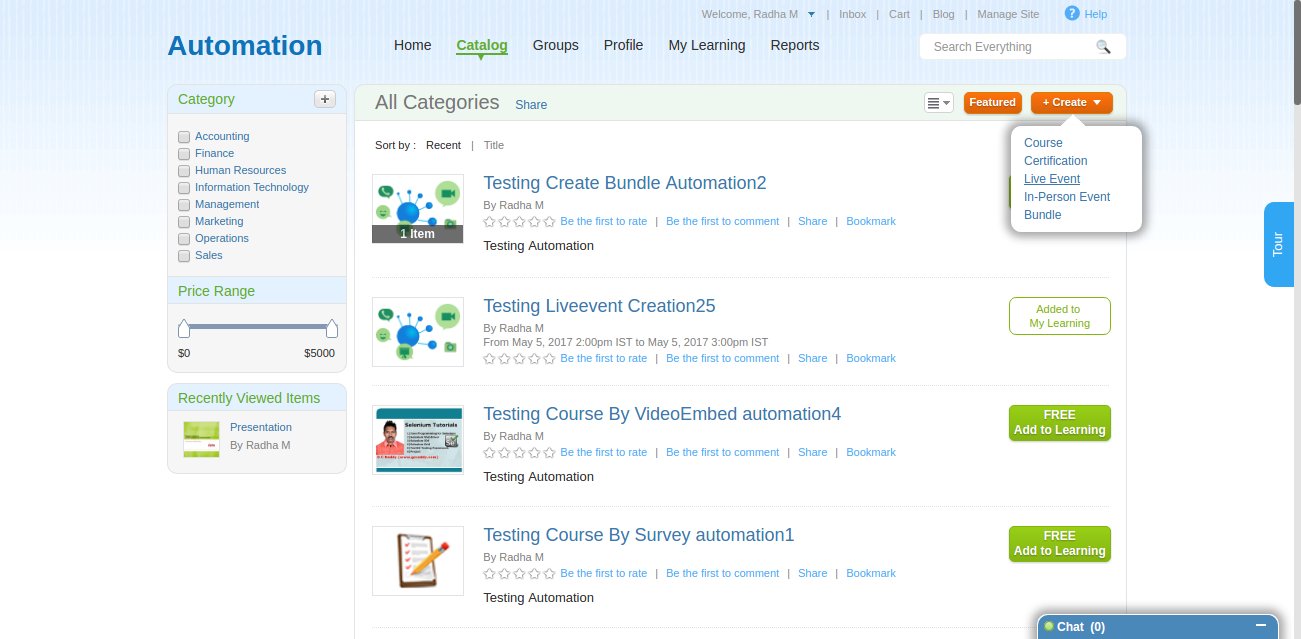 Welcome, Radha M | Inbox | Cart | Blog | Manage Site ? Help
Automation
Home Catalog Groups Profile My Learning Reports
Search Everything
Category +
Accounting
Finance
Human Resources
Information Technology
Management
Marketing
Operations
Sales
Price Range
$0 $5000
Recently Viewed Items
Presentation
By Radha M
All Categories Share
Featured
+ Create
Course
Certification
Live Event
In-Person Event
Bundle
Sort by : Recent | Title
1 Item
Testing Create Bundle Automation2
By Radha M
Be the first to rate | Be the first to comment | Share | Bookmark
Testing Automation
Testing Liveevent Creation25
By Radha M
From May 5, 2017 2:00pm IST to May 5, 2017 3:00pm IST
Be the first to rate | Be the first to comment | Share | Bookmark
Added to
My Learning
Selenium Tutorials
Testing Course By VideoEmbed automation4
By Radha M
Be the first to rate | Be the first to comment | Share | Bookmark
Testing Automation
FREE
Add to Learning
Testing Course By Survey automation1
By Radha M
Be the first to rate | Be the first to comment | Share | Bookmark
Testing Automation
FREE
Add to Learning
Tour
Chat (0)